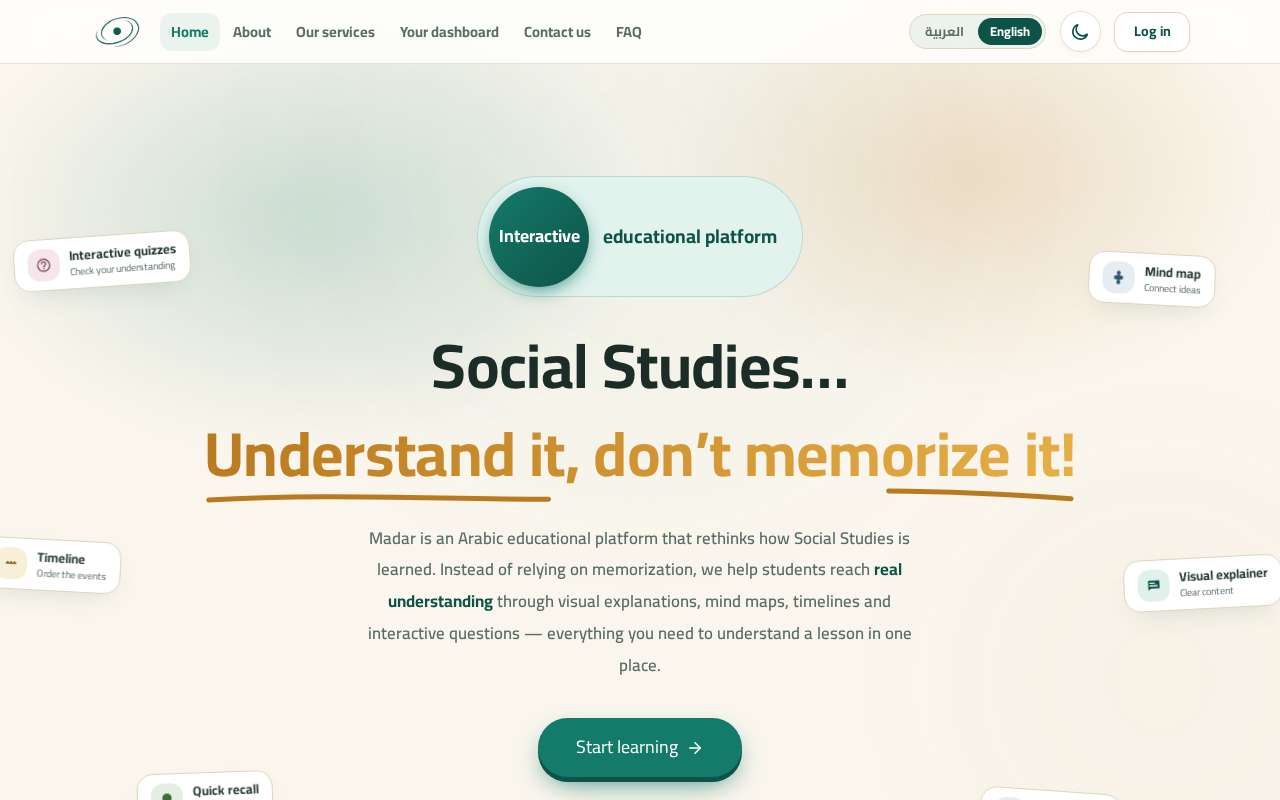 Home
About
Our services
Your dashboard
Contact us
FAQ
العربية
English
Log in
Interactive educational platform
Interactive quizzes
Check your understanding
Mind map
Connect ideas
Social Studies...
Understand it, don’t memorize it!
Madar is an Arabic educational platform that rethinks how Social Studies is
learned. Instead of relying on memorization, we help students reach real
understanding through visual explanations, mind maps, timelines and
interactive questions — everything you need to understand a lesson in one
place.
Timeline
Order the events
Visual explainer
Clear content
Start learning →
Quick recall